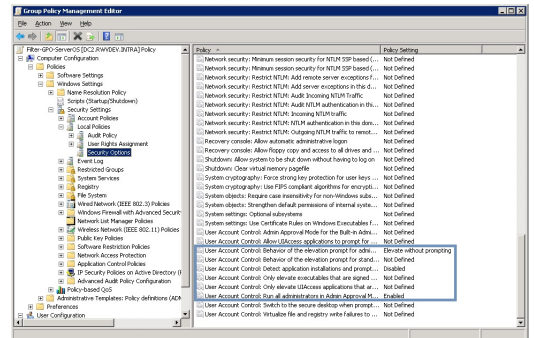 Group Policy Management Editor
File Action View Help
Filter-GPO-ServerOS [DC2.RWVDEV.INTRA] Policy
Computer Configuration
Policies
Software Settings
Windows Settings
Name Resolution Policy
Scripts (Startup/Shutdown)
Security Settings
Account Policies
Local Policies
Audit Policy
User Rights Assignment
Security Options
Event Log
Restricted Groups
System Services
Registry
File System
Wired Network (IEEE 802.3) Policies
Windows Firewall with Advanced Securit
Network List Manager Policies
Wireless Network (IEEE 802.11) Policies
Public Key Policies
Software Restriction Policies
Network Access Protection
Application Control Policies
IP Security Policies on Active Directory (
Advanced Audit Policy Configuration
Policy-based QoS
Administrative Templates: Policy definitions (ADM
Preferences
User Configuration
Policy Policy Setting
Network security: Minimum session security for NTLM SSP based (... Not Defined
Network security: Minimum session security for NTLM SSP based (... Not Defined
Network security: Restrict NTLM: Add remote server exceptions f... Not Defined
Network security: Restrict NTLM: Add server exceptions in this d... Not Defined
Network security: Restrict NTLM: Audit Incoming NTLM Traffic Not Defined
Network security: Restrict NTLM: Audit NTLM authentication in thi... Not Defined
Network security: Restrict NTLM: Incoming NTLM traffic Not Defined
Network security: Restrict NTLM: NTLM authentication in this dom... Not Defined
Network security: Restrict NTLM: Outgoing NTLM traffic to remot... Not Defined
Recovery console: Allow automatic administrative logon Not Defined
Recovery console: Allow floppy copy and access to all drives and ... Not Defined
Shutdown: Allow system to be shut down without having to log on Not Defined
Shutdown: Clear virtual memory pagefile Not Defined
System cryptography: Force strong key protection for user keys ... Not Defined
System cryptography: Use FIPS compliant algorithms for encrypti... Not Defined
System objects: Require case insensitivity for non-Windows subs... Not Defined
System objects: Strengthen default permissions of internal syste... Not Defined
System settings: Optional subsystems Not Defined
System settings: Use Certificate Rules on Windows Executables f... Not Defined
User Account Control: Admin Approval Mode for the Built-in Admi... Not Defined
User Account Control: Allow UIAccess applications to prompt for ... Not Defined
User Account Control: Behavior of the elevation prompt for admi... Elevate without prompting
User Account Control: Behavior of the elevation prompt for stand... Not Defined
User Account Control: Detect application installations and prompt... Disabled
User Account Control: Only elevate executables that are signed ... Not Defined
User Account Control: Only elevate UIAccess applications that ar... Not Defined
User Account Control: Run all administrators in Admin Approval M... Enabled
User Account Control: Switch to the secure desktop when prompt... Not Defined
User Account Control: Virtualize file and registry write failures to ... Not Defined